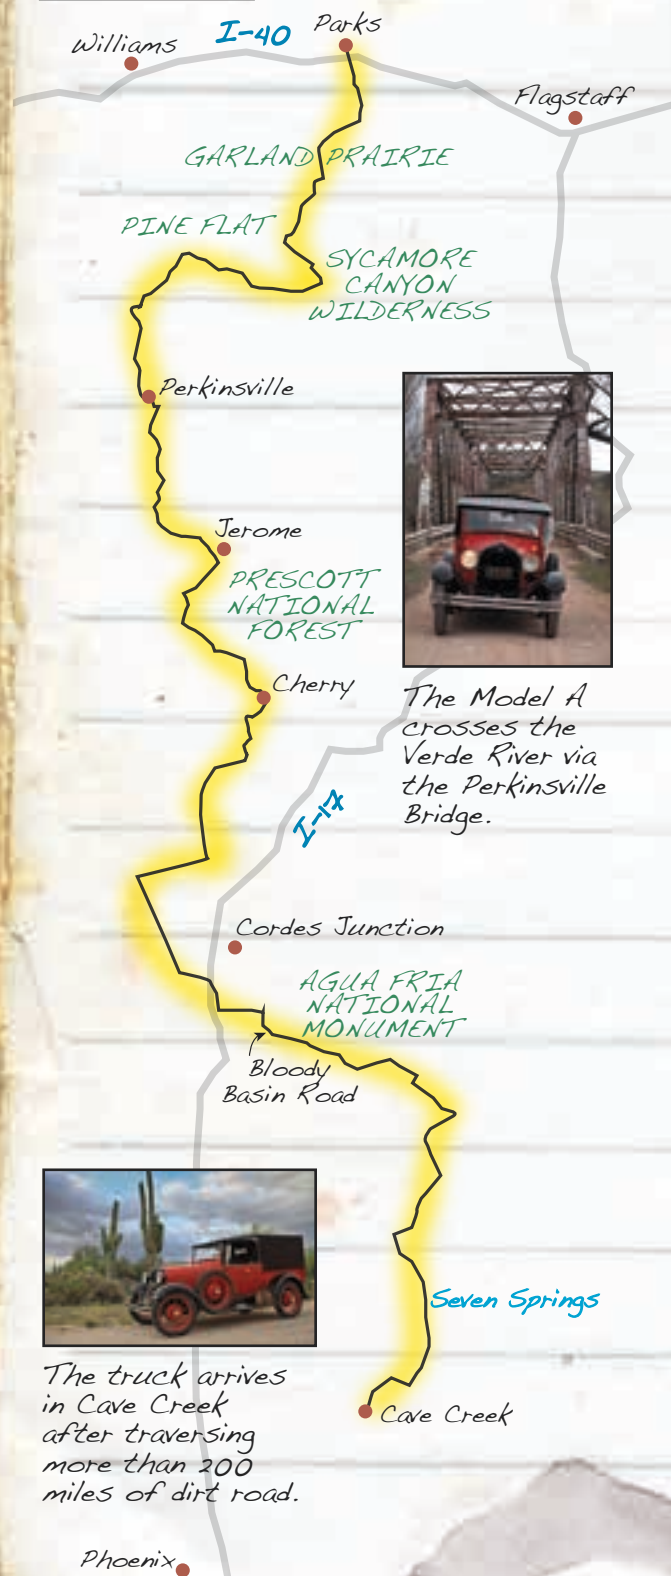 Williams
I-40
Parks
Flagstaff
GARLAND PRAIRIE
PINE FLAT
SYCAMORE
CANYON
WILDERNESS
Perkinsville
Jerome
PRESCOTT
NATIONAL
FOREST
Cherry
The Model A
crosses the
Verde River via
the Perkinsville
Bridge.
I-17
Cordes Junction
AGUA FRIA
NATIONAL
MONUMENT
Bloody
Basin Road
Seven Springs
Cave Creek
The truck arrives
in Cave Creek
after traversing
more than 200
miles of dirt road.
Phoenix